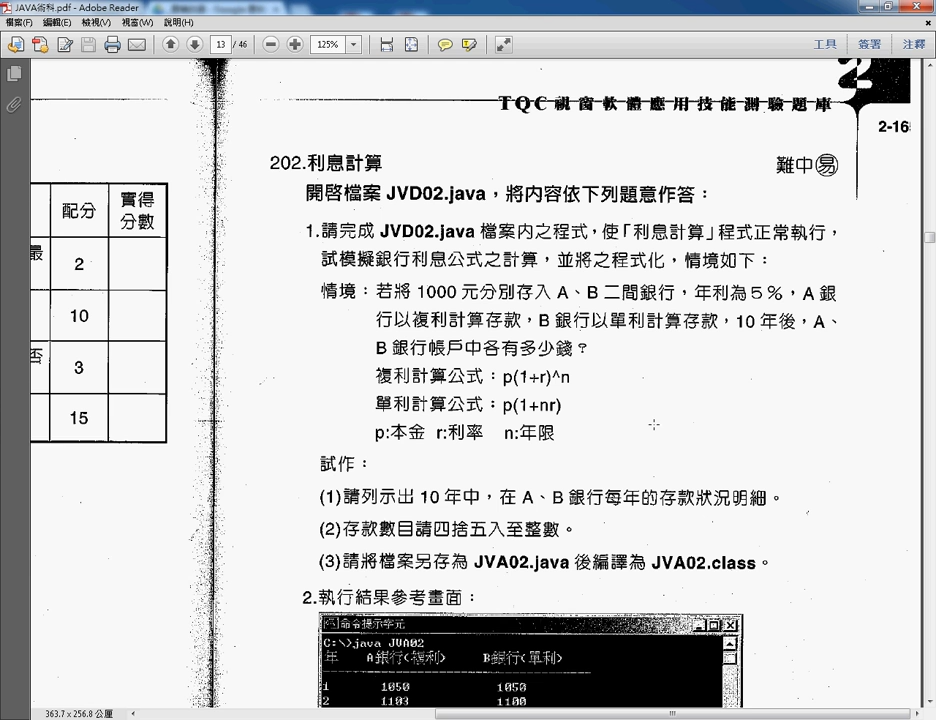 JAVA術科.pdf - Adobe Reader
檔案(F) 編輯(E) 檢視(V) 視窗(W) 說明(H)
13 / 46 125% 工具 簽署 注釋
2
TQC視窗軟體應用技能測驗題庫
2-16
配分 實得分數
最 2
10
否 3
15
202.利息計算 難中易
開啓檔案 JVD02.java，將內容依下列題意作答：
1.請完成 JVD02.java 檔案內之程式，使「利息計算」程式正常執行，
試模擬銀行利息公式之計算，並將之程式化，情境如下：
情境：若將 1000 元分別存入 A、B 二間銀行，年利為５％，A 銀
行以複利計算存款，B 銀行以單利計算存款，10 年後，A、
B 銀行帳戶中各有多少錢？
複利計算公式：p(1+r)^n
單利計算公式：p(1+nr)
p:本金 r:利率 n:年限
試作：
(1)請列示出 10 年中，在 A、B 銀行每年的存款狀況明細。
(2)存款數目請四捨五入至整數。
(3)請將檔案另存為 JVA02.java 後編譯為 JVA02.class。
2.執行結果參考畫面：
命令提示字元
C:\>java JVA02
年 A銀行(複利) B銀行(單利)
1 1050 1050
2 1103 1100
363.7 x 256.8 公釐